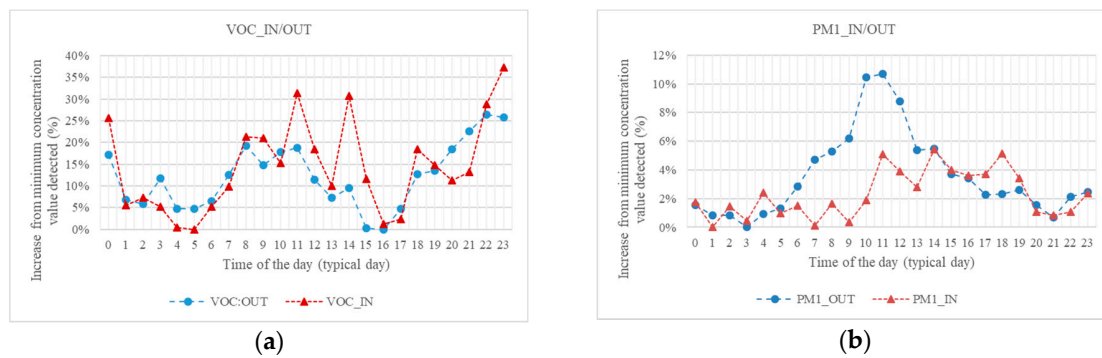 VOC_IN/OUT
Increase from minimum concentration
value detected (%)
40%
35%
30%
25%
20%
15%
10%
5%
0%
0 1 2 3 4 5 6 7 8 9 10 11 12 13 14 15 16 17 18 19 20 21 22 23
Time of the day (typical day)
VOC:OUT VOC_IN
(a)
PM1_IN/OUT
Increase from minimum concentration
value detected (%)
12%
10%
8%
6%
4%
2%
0%
0 1 2 3 4 5 6 7 8 9 10 11 12 13 14 15 16 17 18 19 20 21 22 23
Time of the day (typical day)
PM1_OUT PM1_IN
(b)